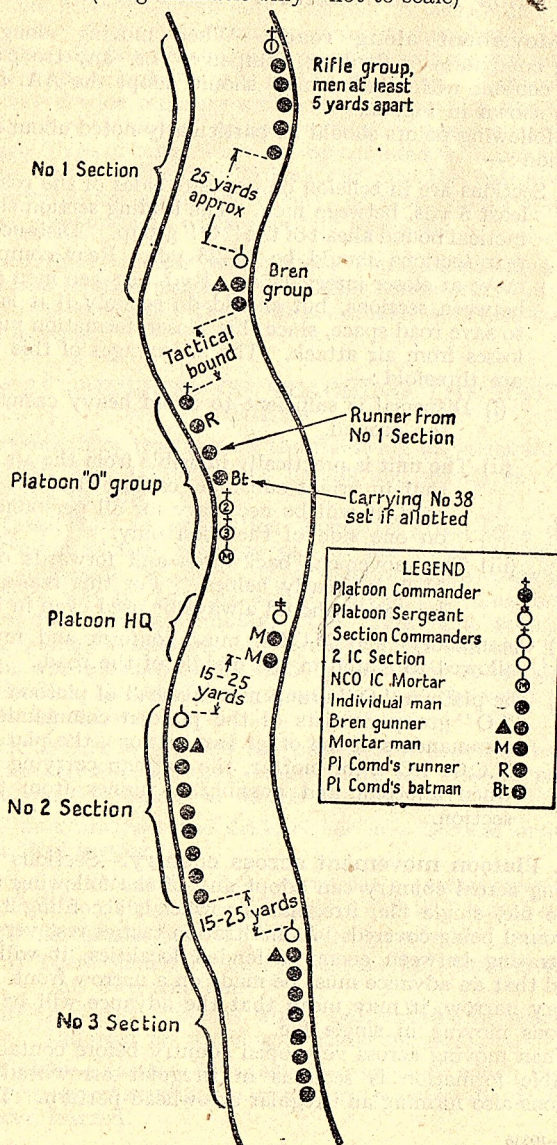 Rifle group,
men at least
5 yards apart
No 1 Section
25 yards
approx
Bren
group
Tactical
bound
R
Runner from
No 1 Section
Platoon "O" group
Bt
Carrying No 38
set if allotted
2
3
M
LEGEND
Platoon Commander
Platoon Sergeant
Section Commanders
2 IC Section
NCO IC Mortar
Individual man
Bren gunner
Mortar man M
Pl Comd's runner R
Pl Comd's batman Bt
Platoon HQ
M
M
15-25
yards
No 2 Section
15-25 yards
No 3 Section